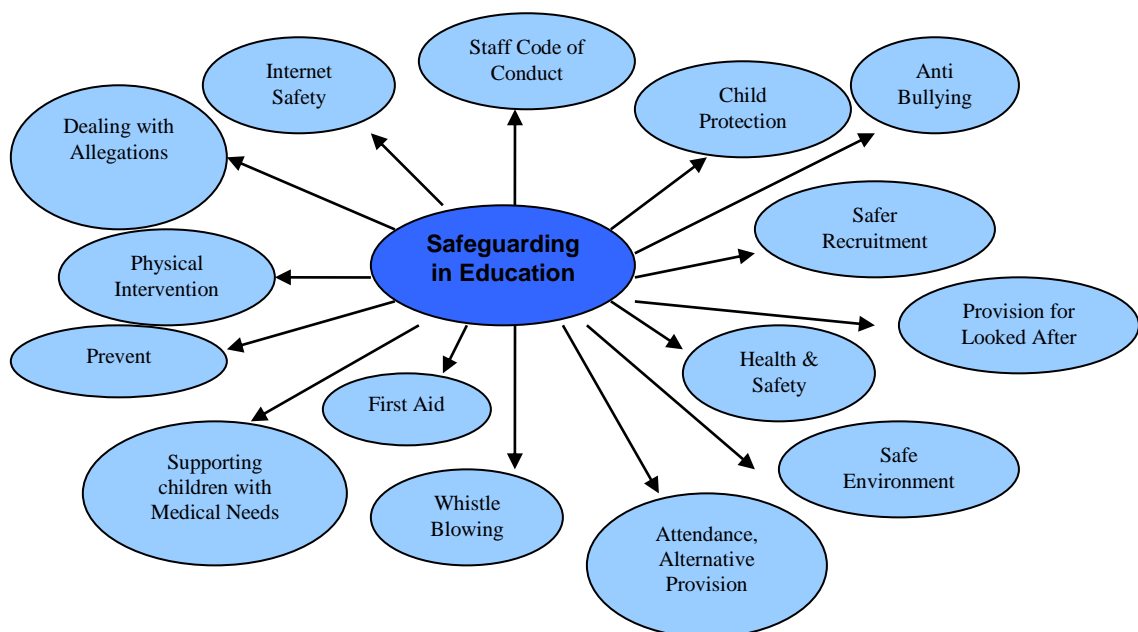 Staff Code of
Conduct
Internet
Safety
Anti
Bullying
Child
Protection
Dealing with
Allegations
Safer
Recruitment
Safeguarding
in Education
Physical
Intervention
Provision for
Looked After
Prevent
Health &
Safety
First Aid
Safe
Environment
Supporting
children with
Medical Needs
Whistle
Blowing
Attendance,
Alternative
Provision